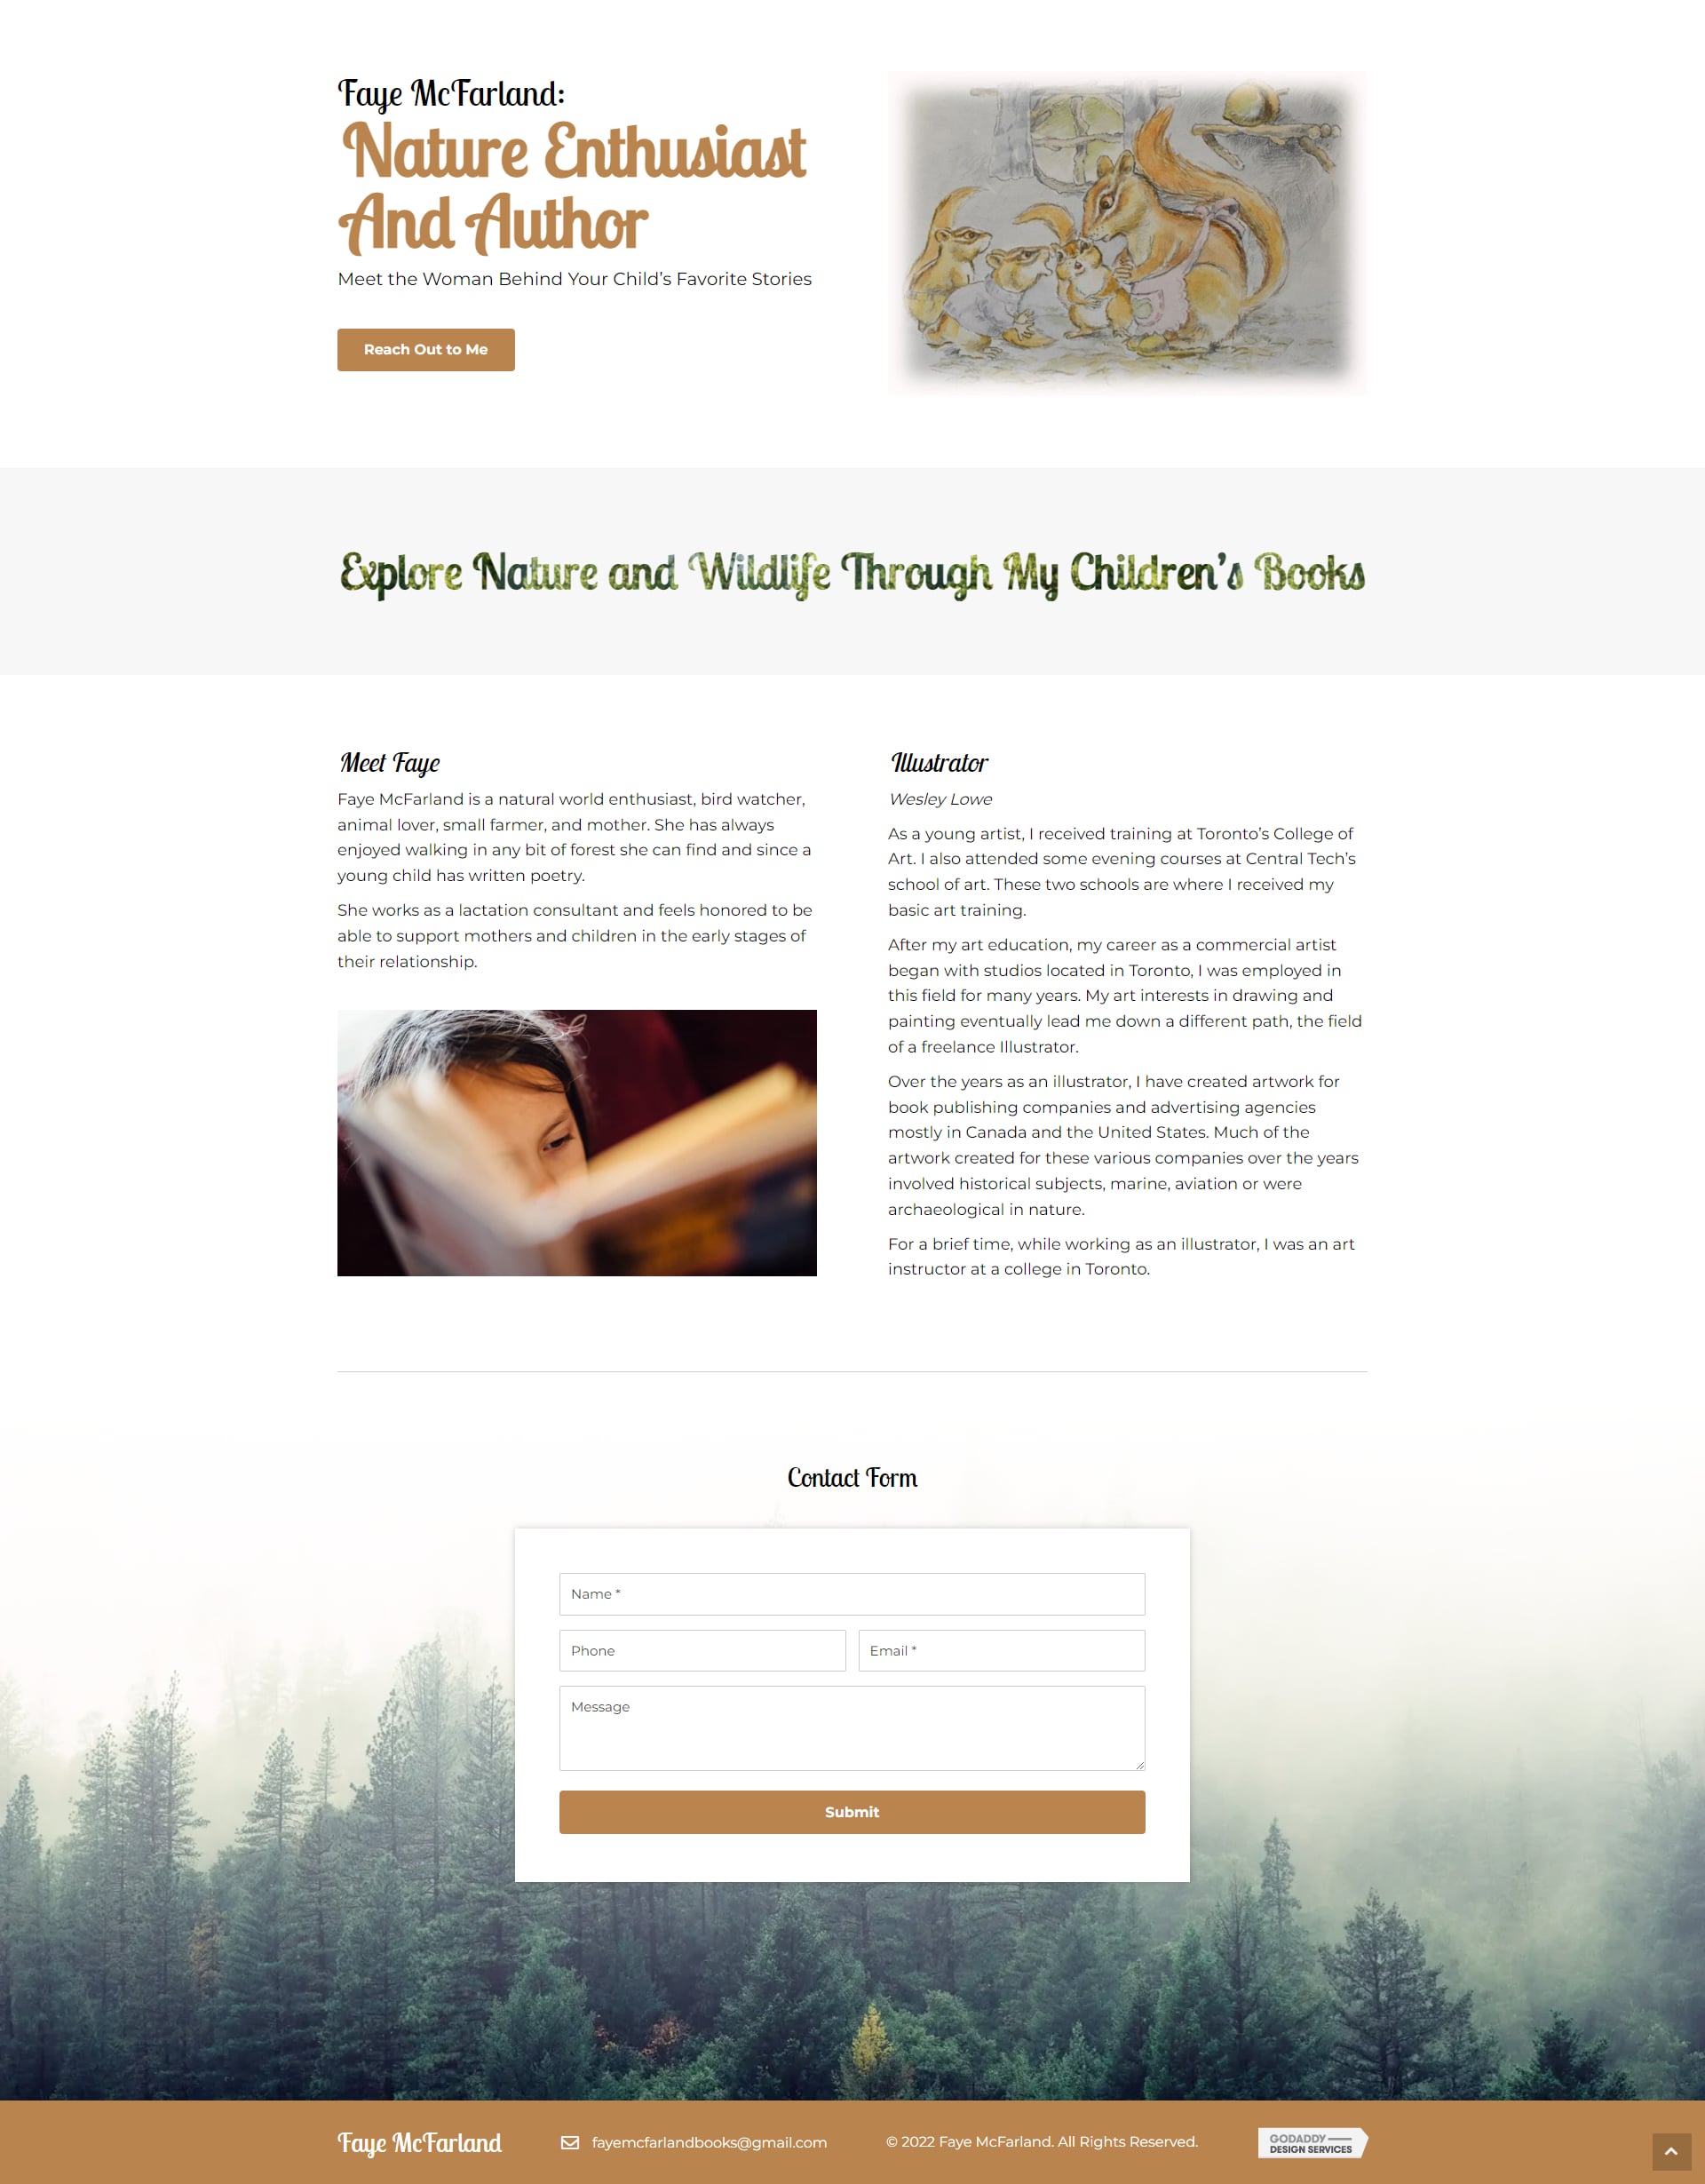 Faye McFarland:
Nature Enthusiast
And Author
Meet the Woman Behind Your Child's Favorite Stories
Reach Out to Me
Explore Nature and Wildlife Through My Children's Books
Meet Faye
Faye McFarland is a natural world enthusiast, bird watcher,
animal lover, small farmer, and mother. She has always
enjoyed walking in any bit of forest she can find and since a
young child has written poetry.
She works as a lactation consultant and feels honored to be
able to support mothers and children in the early stages of
their relationship.
Illustrator
Wesley Lowe
As a young artist, I received training at Toronto's College of
Art. I also attended some evening courses at Central Tech's
school of art. These two schools are where I received my
basic art training.
After my art education, my career as a commercial artist
began with studios located in Toronto, I was employed in
this field for many years. My art interests in drawing and
painting eventually lead me down a different path, the field
of a freelance Illustrator.
Over the years as an illustrator, I have created artwork for
book publishing companies and advertising agencies
mostly in Canada and the United States. Much of the
artwork created for these various companies over the years
involved historical subjects, marine, aviation or were
archaeological in nature.
For a brief time, while working as an illustrator, I was an art
instructor at a college in Toronto.
Contact Form
Name *
Phone
Email *
Message
Submit
Faye McFarland
fayemcfarlandbooks@gmail.com
© 2022 Faye McFarland. All Rights Reserved.
GODADDY
DESIGN SERVICES